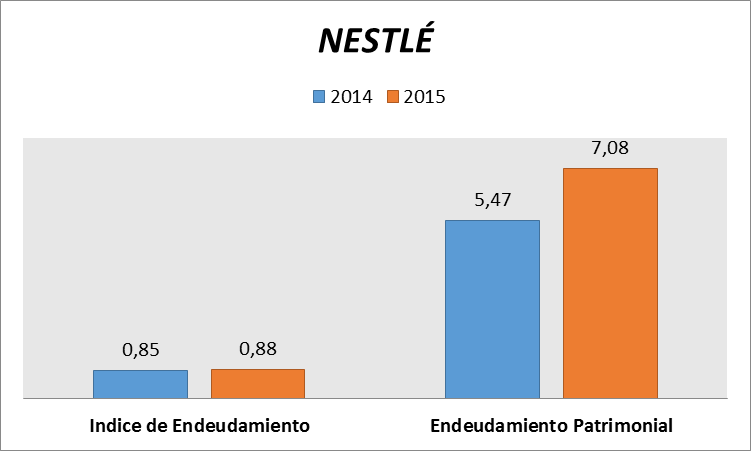 NESTLÉ
2014 2015
7,08
5,47
0,85 0,88
Indice de Endeudamiento Endeudamiento Patrimonial